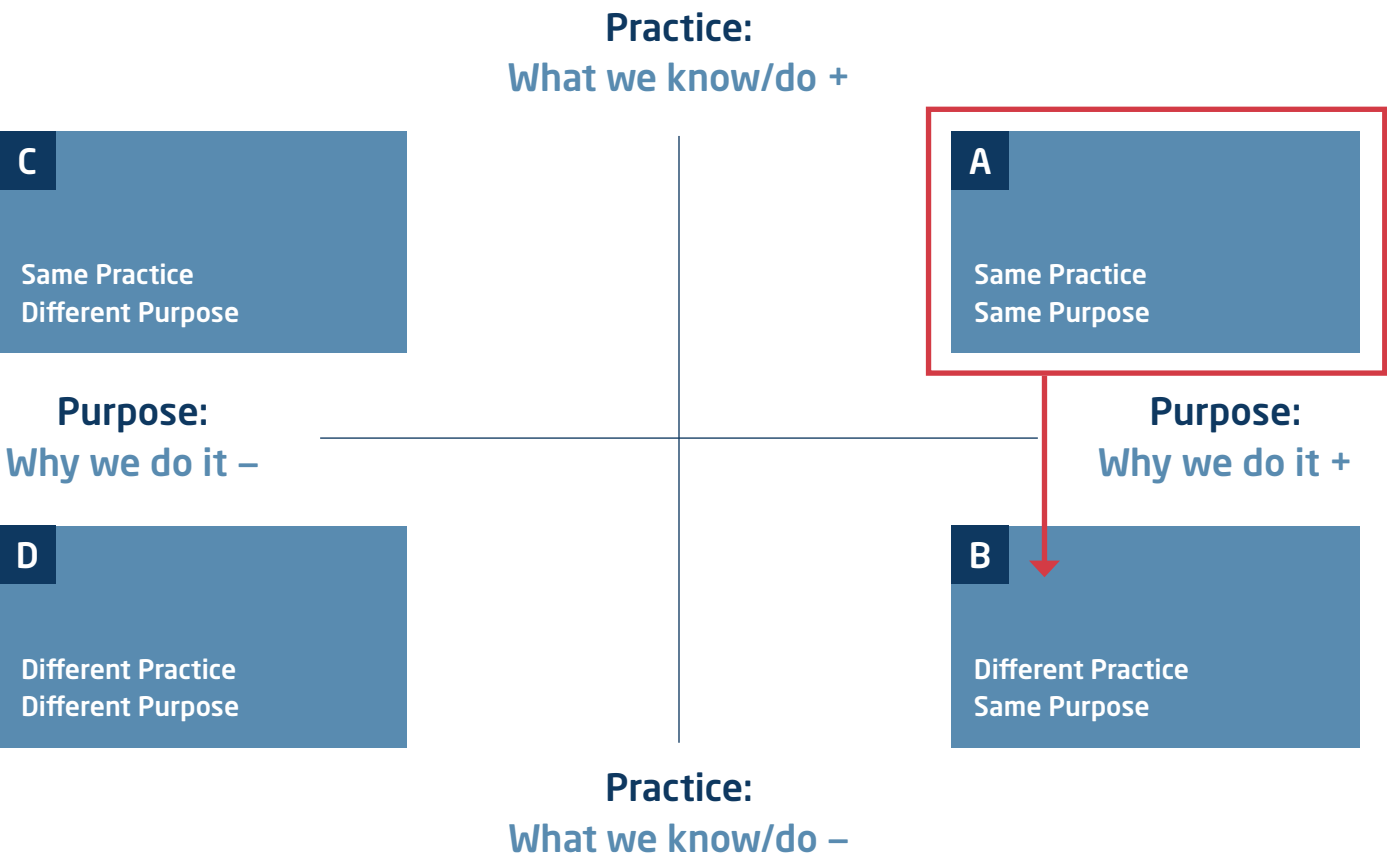 Practice:
What we know/do +
C
Same Practice
Different Purpose
A
Same Practice
Same Purpose
Purpose:
Why we do it –
Purpose:
Why we do it +
D
Different Practice
Different Purpose
B
Different Practice
Same Purpose
Practice:
What we know/do –